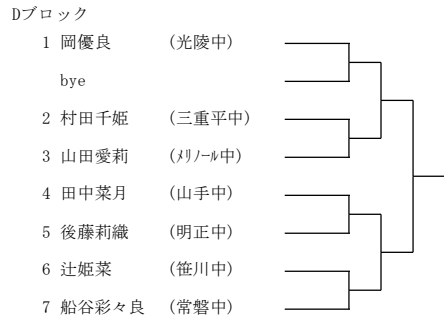 Dブロック
1 岡優良 (光陵中)
bye
2 村田千姫 (三重平中)
3 山田愛莉 (ﾒﾘﾉｰﾙ中)
4 田中菜月 (山手中)
5 後藤莉織 (明正中)
6 辻姫菜 (笹川中)
7 船谷彩々良 (常磐中)